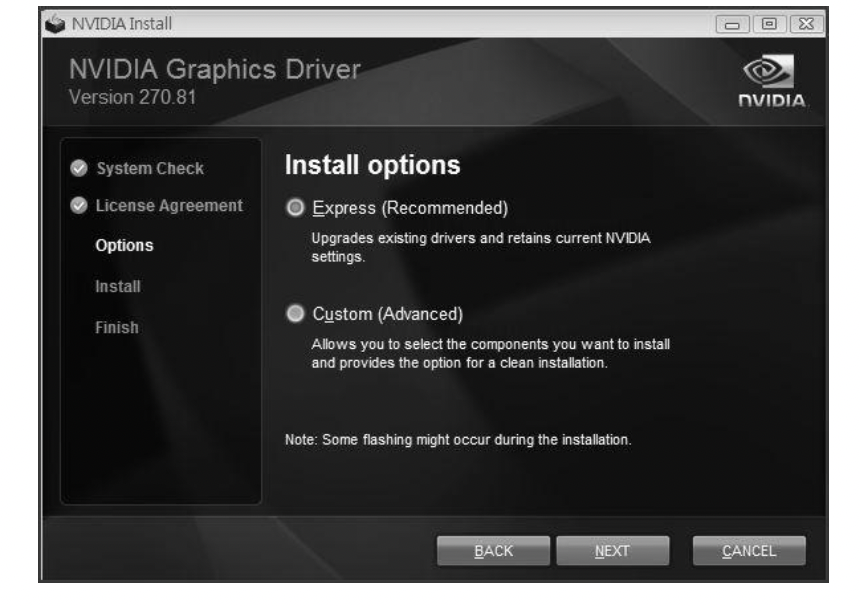 NVIDIA Install
NVIDIA Graphics Driver
Version 270.81
NVIDIA
System Check
License Agreement
Options
Install
Finish
Install options
Express (Recommended)
Upgrades existing drivers and retains current NVIDIA
settings.
Custom (Advanced)
Allows you to select the components you want to install
and provides the option for a clean installation.
Note: Some flashing might occur during the installation.
BACK
NEXT
CANCEL